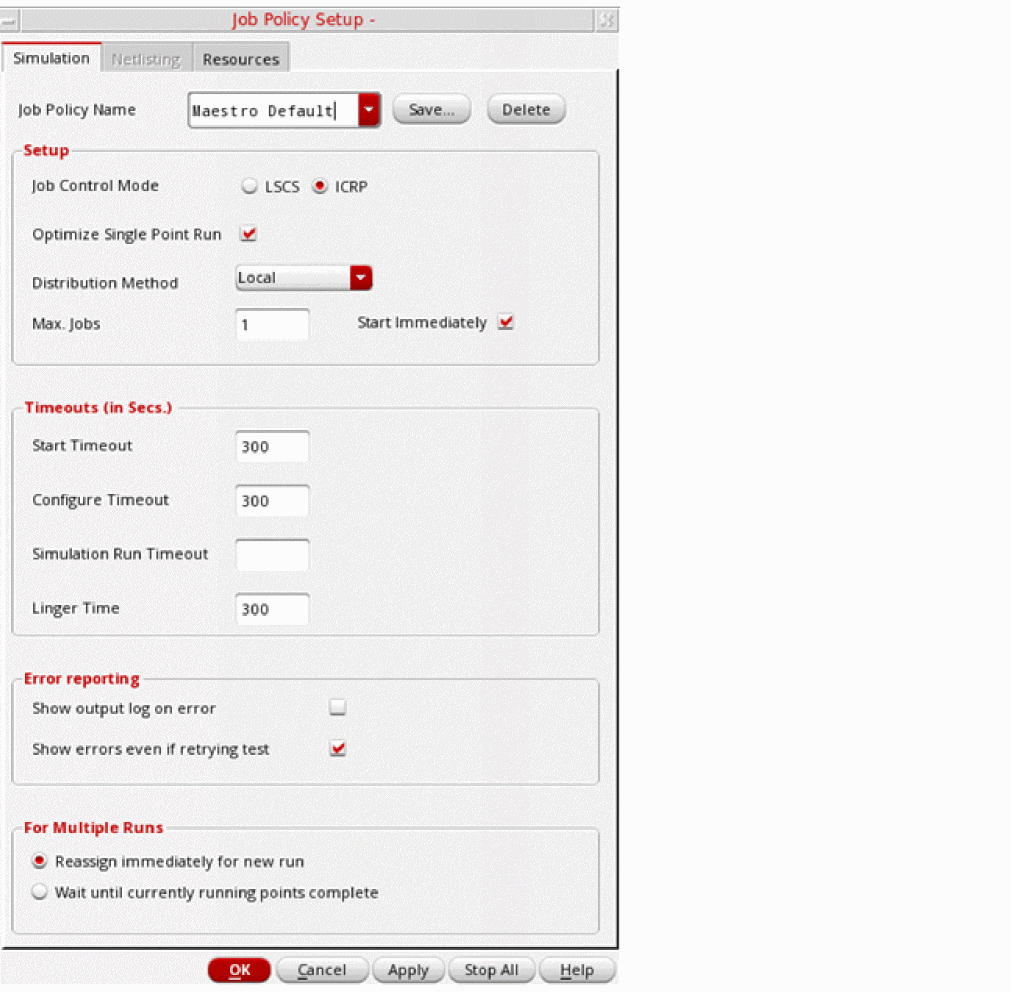 Job Policy Setup -
Simulation Netlisting Resources
Job Policy Name Maestro Default Save... Delete
Setup
Job Control Mode LSCS ICRP
Optimize Single Point Run
Distribution Method Local
Max. Jobs 1 Start Immediately
Timeouts (in Secs.)
Start Timeout 300
Configure Timeout 300
Simulation Run Timeout
Linger Time 300
Error reporting
Show output log on error
Show errors even if retrying test
For Multiple Runs
Reassign immediately for new run
Wait until currently running points complete
OK Cancel Apply Stop All Help